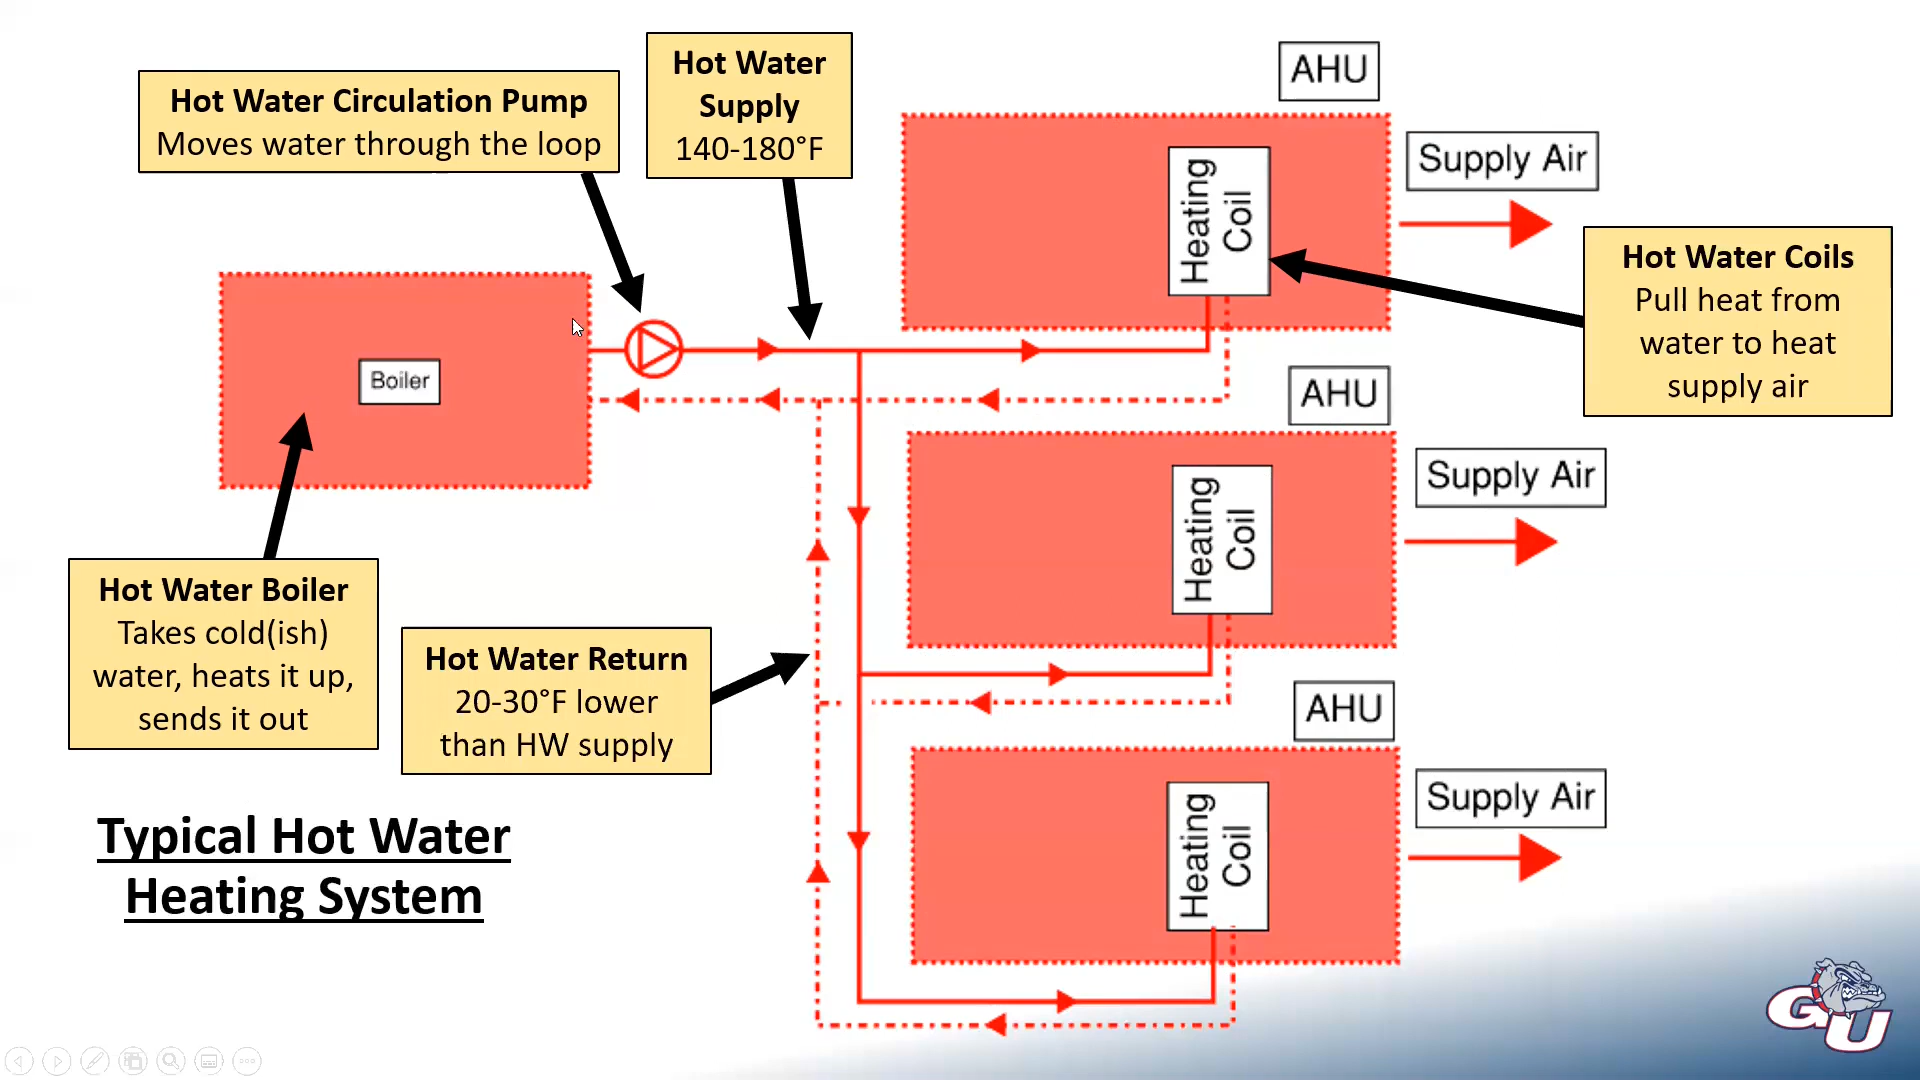 Hot Water Circulation Pump
Moves water through the loop
Hot Water
Supply
140-180°F
AHU
Supply Air
Heating
Coil
Hot Water Coils
Pull heat from
water to heat
supply air
Boiler
AHU
Supply Air
Heating
Coil
Hot Water Boiler
Takes cold(ish)
water, heats it up,
sends it out
Hot Water Return
20-30°F lower
than HW supply
AHU
Supply Air
Heating
Coil
Typical Hot Water
Heating System
GU